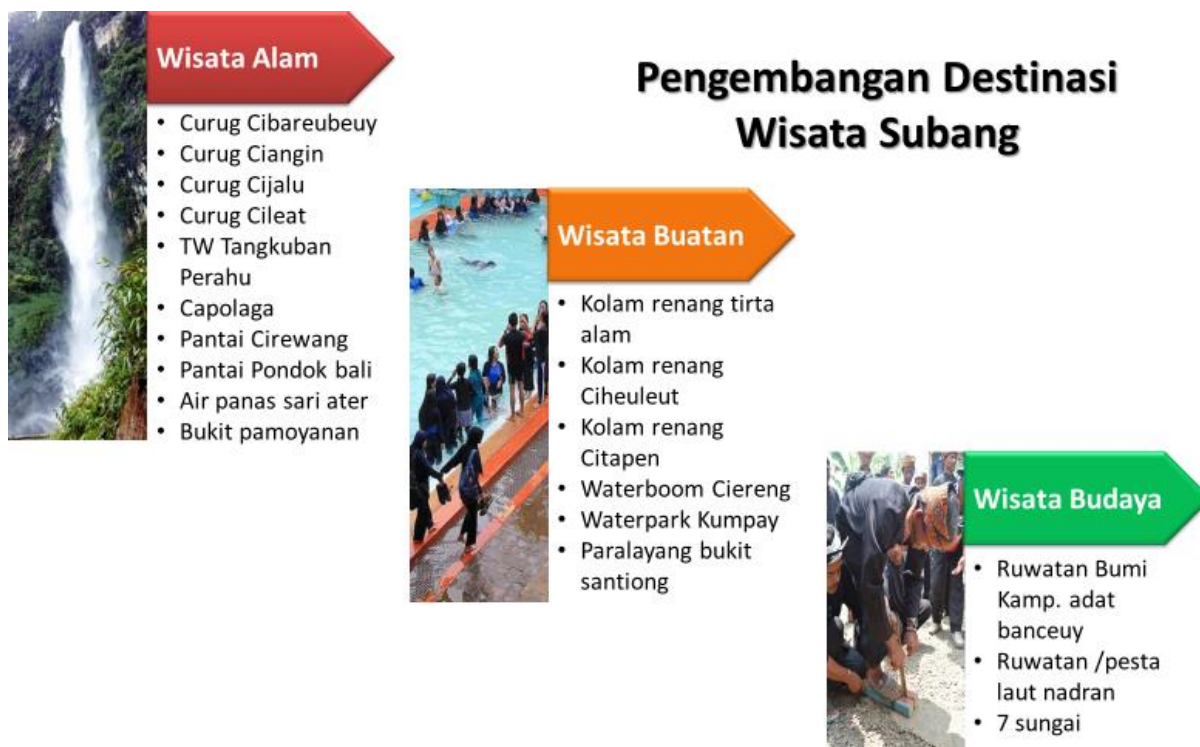 Pengembangan Destinasi
Wisata Subang
Wisata Alam
• Curug Cibareubeuy
• Curug Ciangin
• Curug Cijalu
• Curug Cileat
• TW Tangkuban
Perahu
• Capolaga
• Pantai Cirewang
• Pantai Pondok bali
• Air panas sari ater
• Bukit pamoyanan
Wisata Buatan
• Kolam renang tirta
alam
• Kolam renang
Ciheuleut
• Kolam renang
Citapen
• Waterboom Ciereng
• Waterpark Kumpay
• Paralayang bukit
santiong
Wisata Budaya
• Ruwatan Bumi
Kamp. adat
banceuy
• Ruwatan /pesta
laut nadran
• 7 sungai